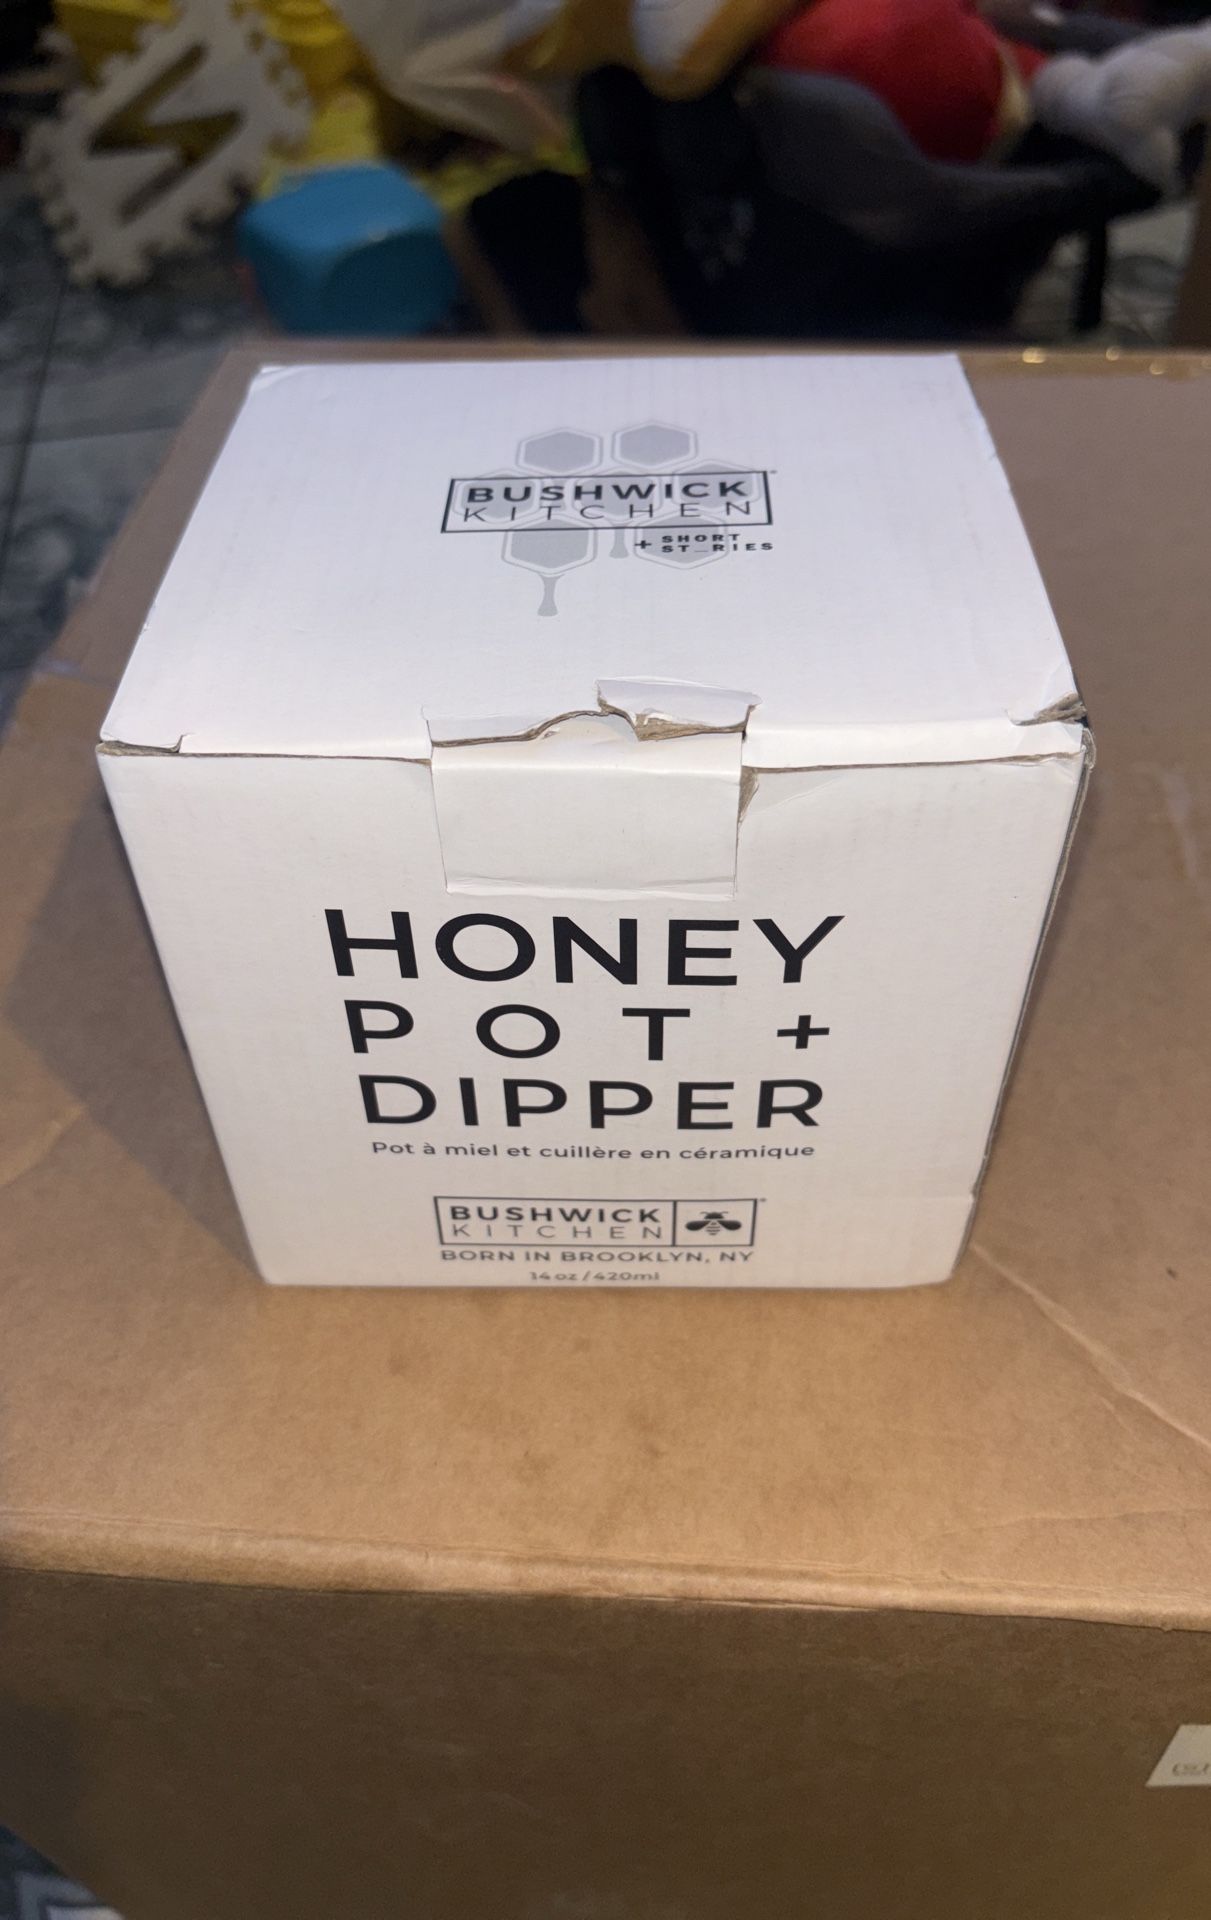 BUSHWICK
KITCHEN
+ SHORT
ST_RIES
HONEY
POT +
DIPPER
Pot à miel et cuillère en céramique
BUSHWICK
KITCHEN
BORN IN BROOKLYN, NY
14 oz / 420ml